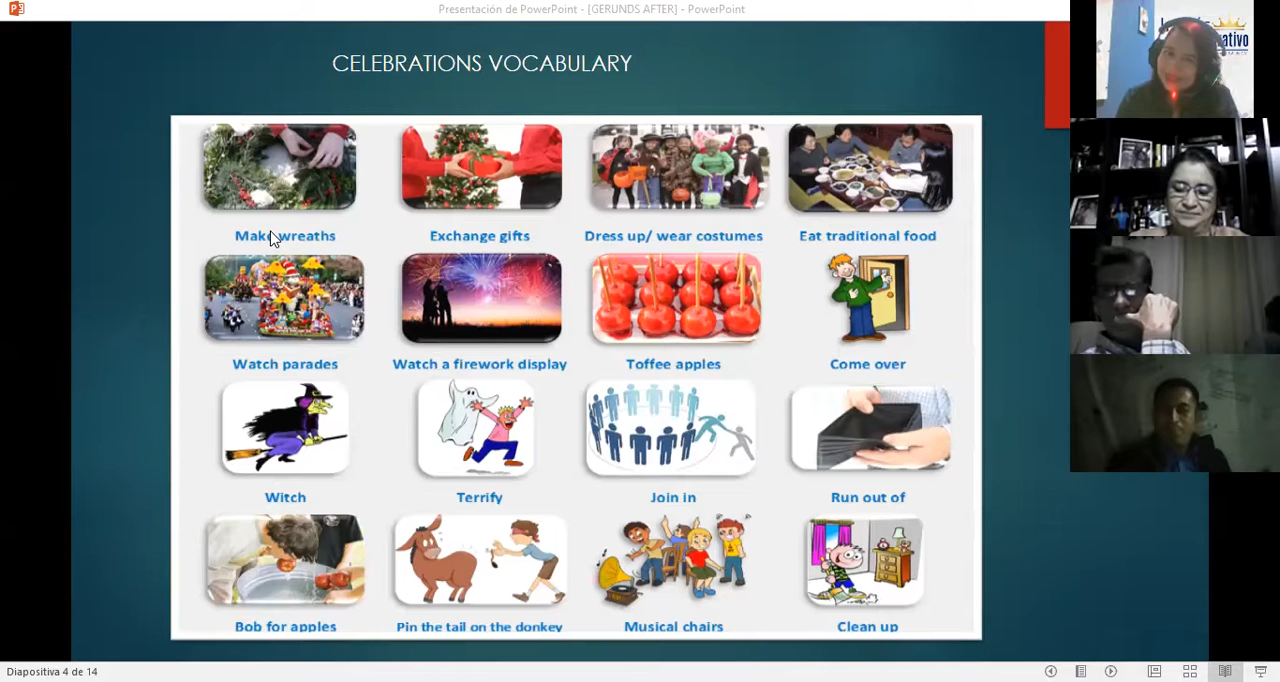 Presentación de PowerPoint - [GERUNDS AFTER] - PowerPoint
CELEBRATIONS VOCABULARY
Make wreaths
Exchange gifts
Dress up/ wear costumes
Eat traditional food
Watch parades
Watch a firework display
Toffee apples
Come over
Witch
Terrify
Join in
Run out of
Bob for apples
Pin the tail on the donkey
Musical chairs
Clean up
Diapositiva 4 de 14